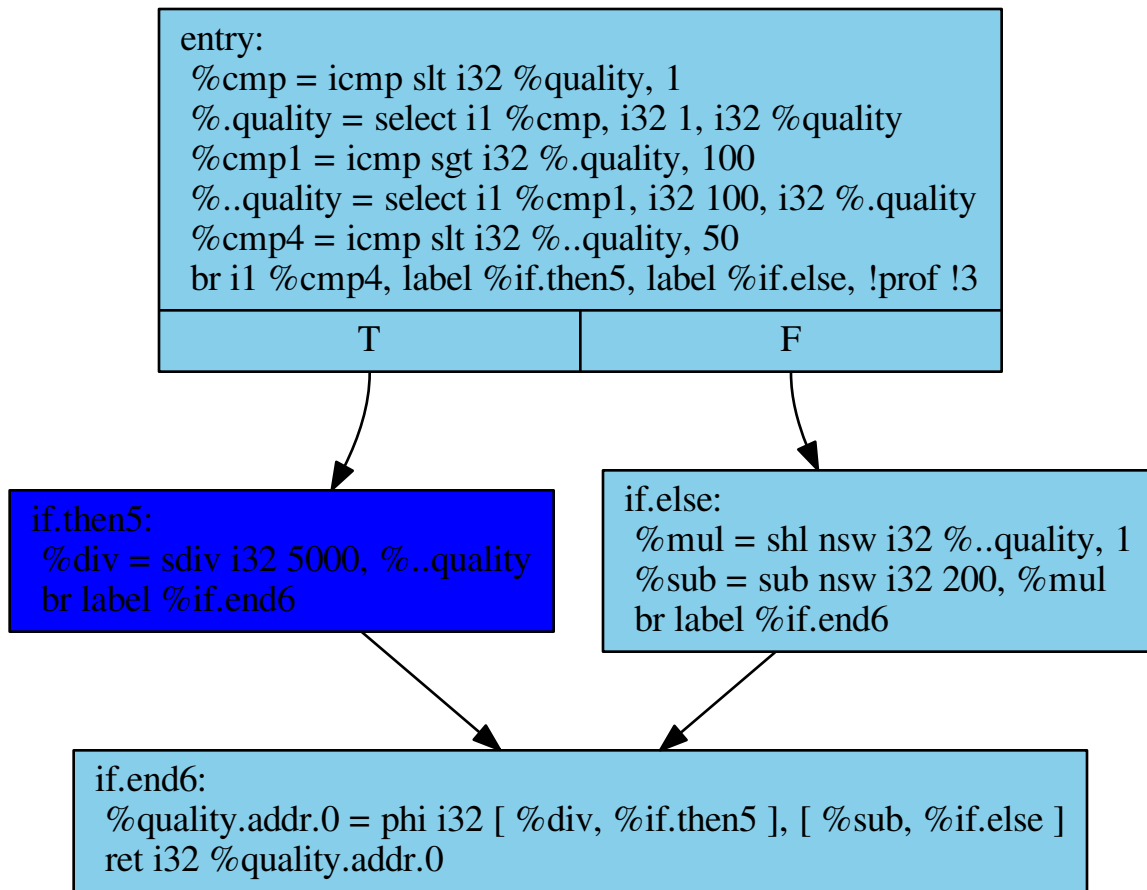 entry:
%cmp = icmp slt i32 %quality, 1
%.quality = select i1 %cmp, i32 1, i32 %quality
%cmp1 = icmp sgt i32 %.quality, 100
%..quality = select i1 %cmp1, i32 100, i32 %.quality
%cmp4 = icmp slt i32 %..quality, 50
br i1 %cmp4, label %if.then5, label %if.else, !prof !3
T F
if.then5:
%div = sdiv i32 5000, %..quality
br label %if.end6
if.else:
%mul = shl nsw i32 %..quality, 1
%sub = sub nsw i32 200, %mul
br label %if.end6
if.end6:
%quality.addr.0 = phi i32 [ %div, %if.then5 ], [ %sub, %if.else ]
ret i32 %quality.addr.0